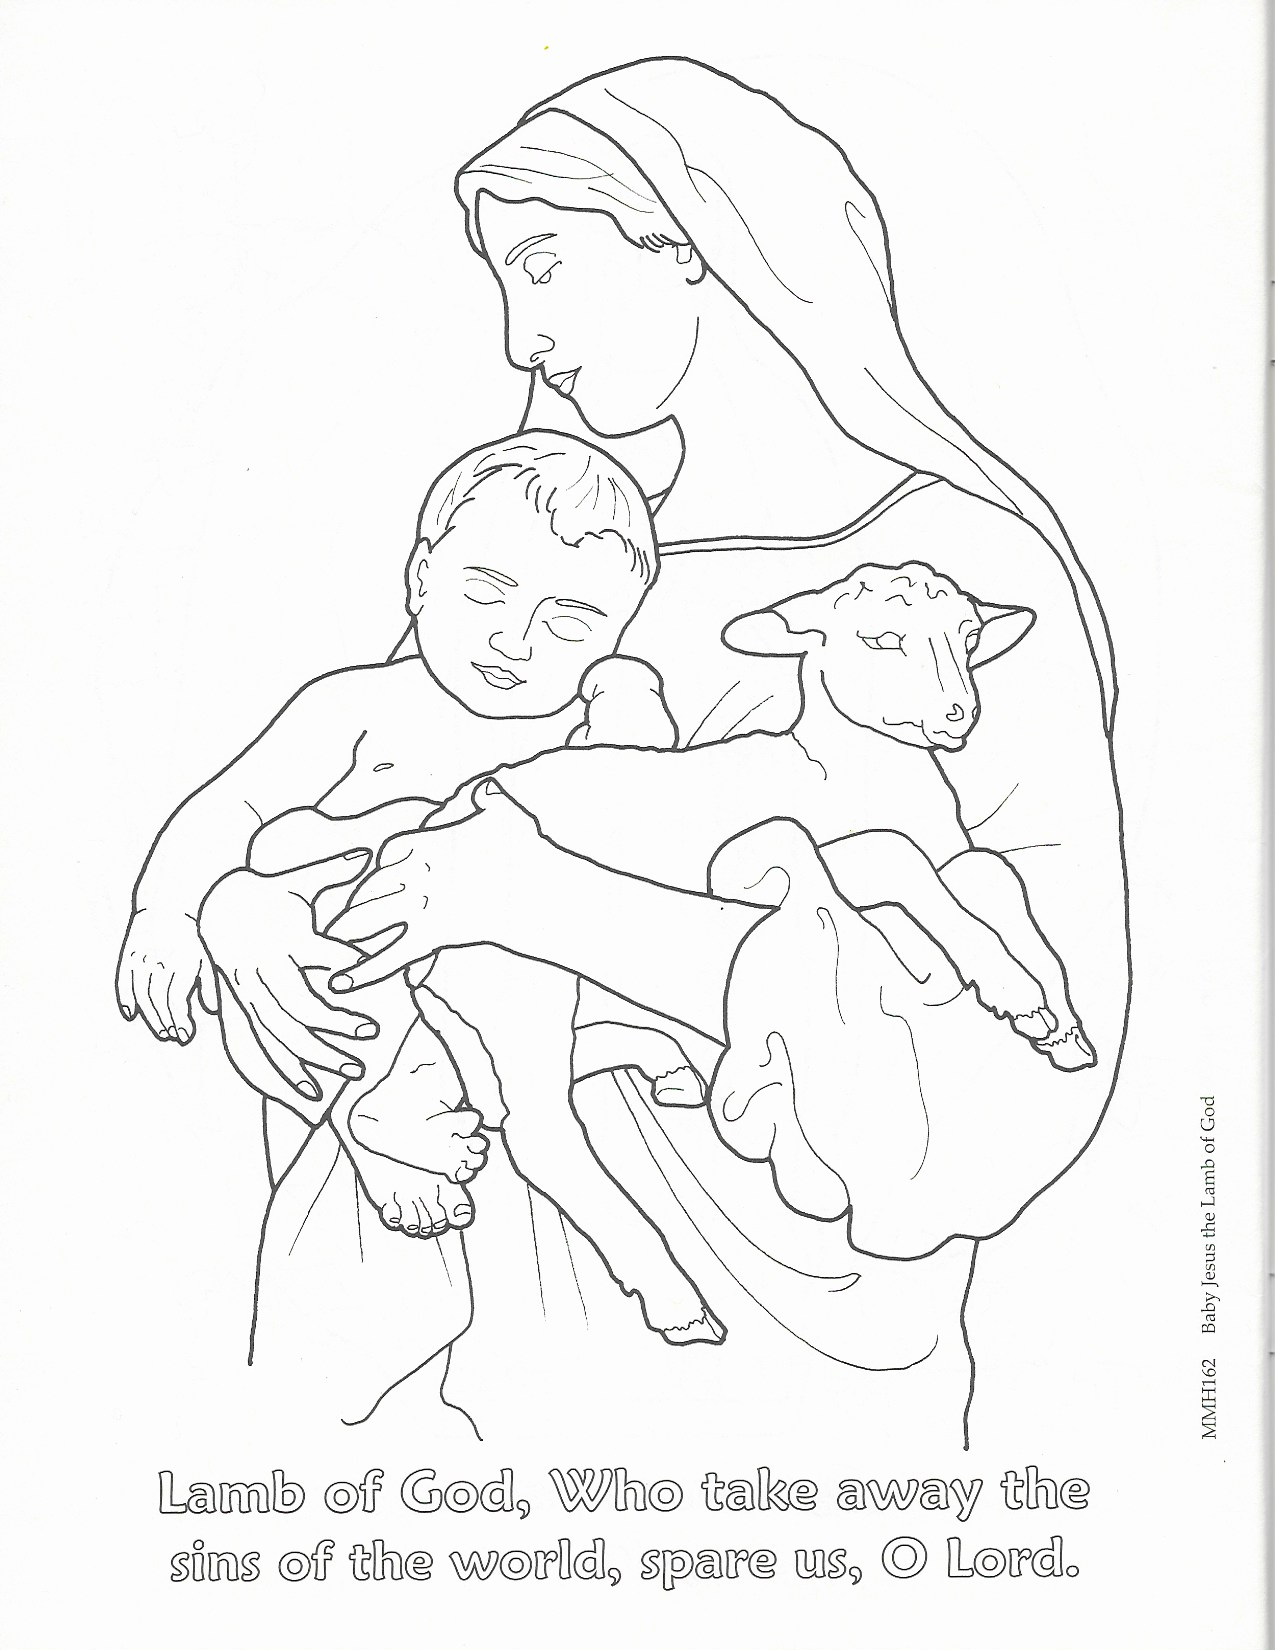 Lamb of God, Who take away the
sins of the world, spare us, O Lord.
MMH162 Baby Jesus the Lamb of God